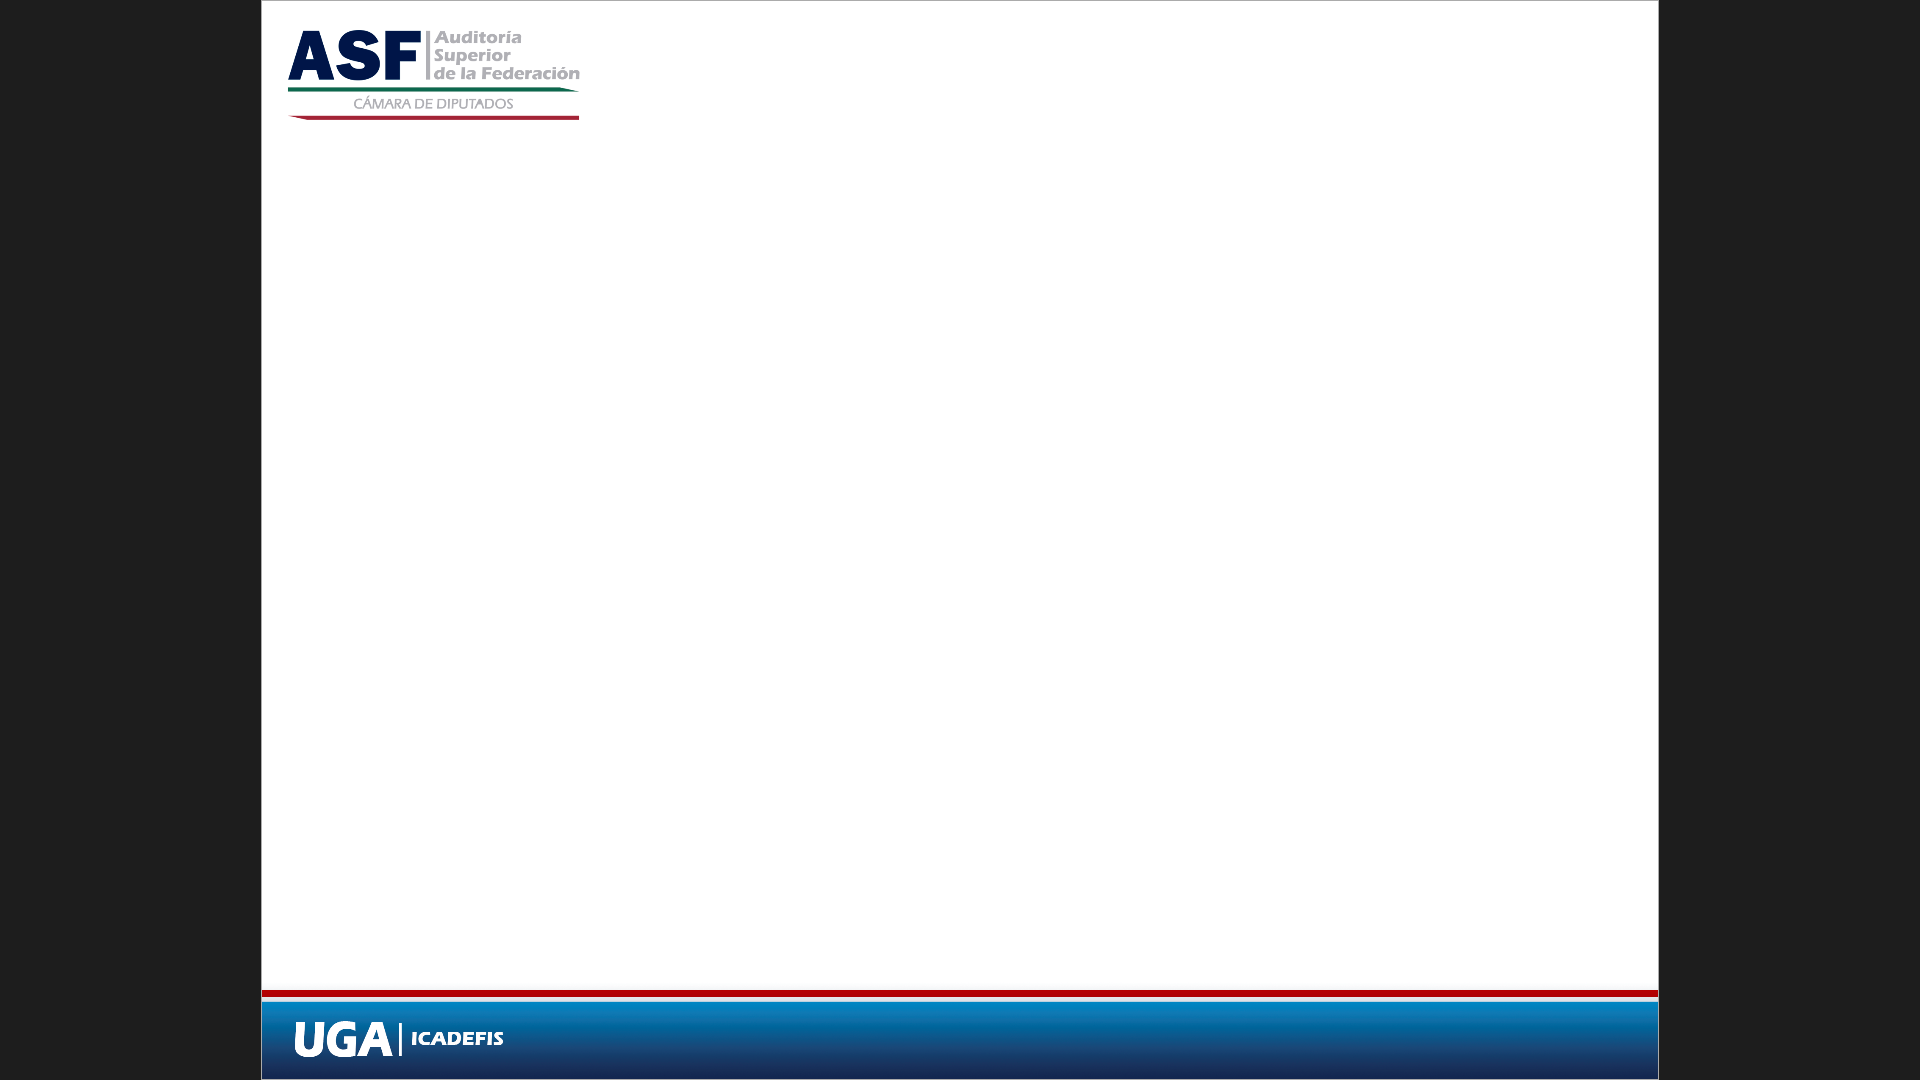 ASF
Auditoría
Superior
de la Federación
CÁMARA DE DIPUTADOS
UGA
ICADEFIS